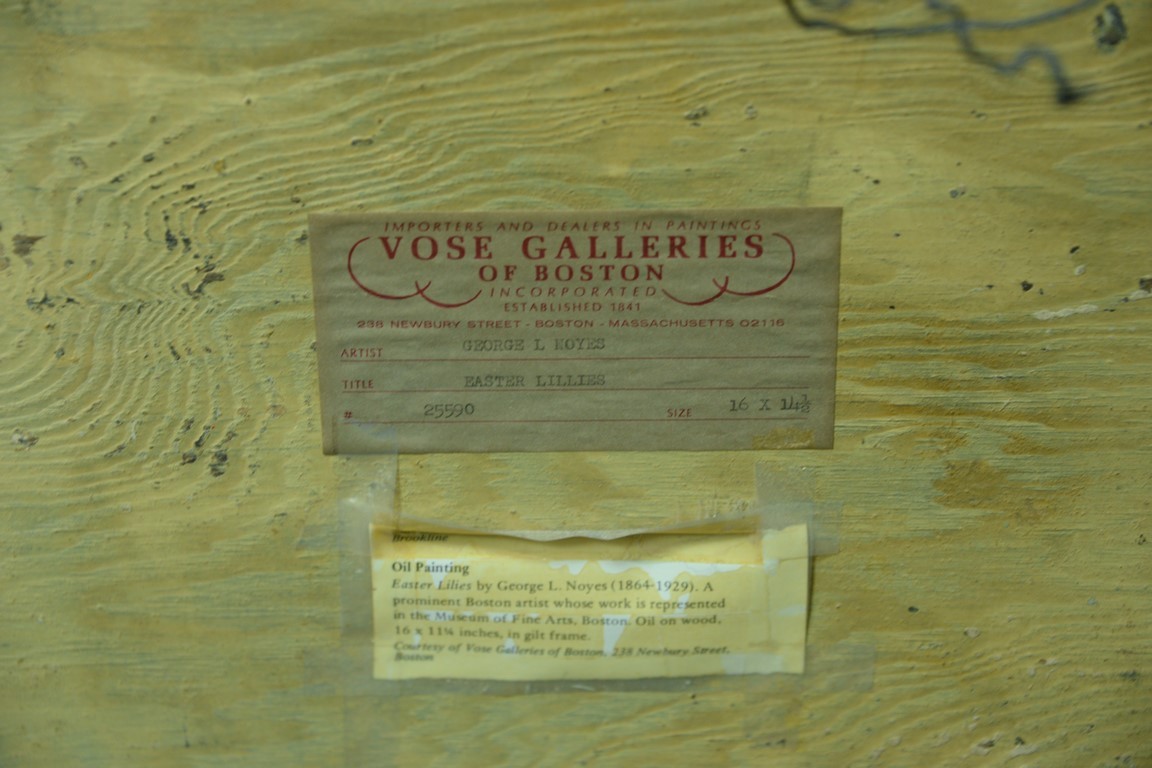 IMPORTERS AND DEALERS IN PAINTINGS
VOSE GALLERIES
OF BOSTON
INCORPORATED
ESTABLISHED 1841
238 NEWBURY STREET - BOSTON - MASSACHUSETTS 02116
ARTIST GEORGE L NOYES
TITLE EASTER LILLIES
# 25590 SIZE 16 X 14½
Brookline
Oil Painting
Easter Lilies by George L. Noyes (1864-1929). A
prominent Boston artist whose work is represented
in the Museum of Fine Arts, Boston. Oil on wood,
16 x 11¾ inches, in gilt frame.
Courtesy of Vose Galleries of Boston, 238 Newbury Street,
Boston